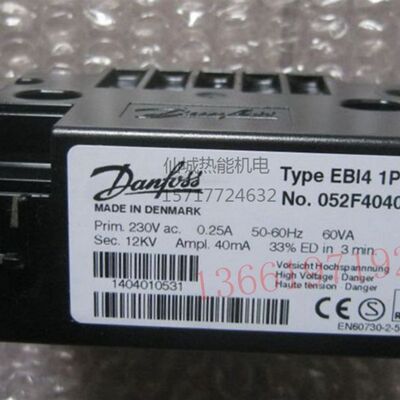 Danfoss
Danfoss
MADE IN DENMARK
仙城热能机电
15717724632
Type EBI4 1P
No. 052F4040
Prim. 230V ac. 0.25A 50-60Hz 60VA
Sec. 12KV Ampl. 40mA 33% ED in 3 min.
1404010531
Vorsicht Hochspannung
High Voltage Danger
Haute tension Danger
EN60730-2-5